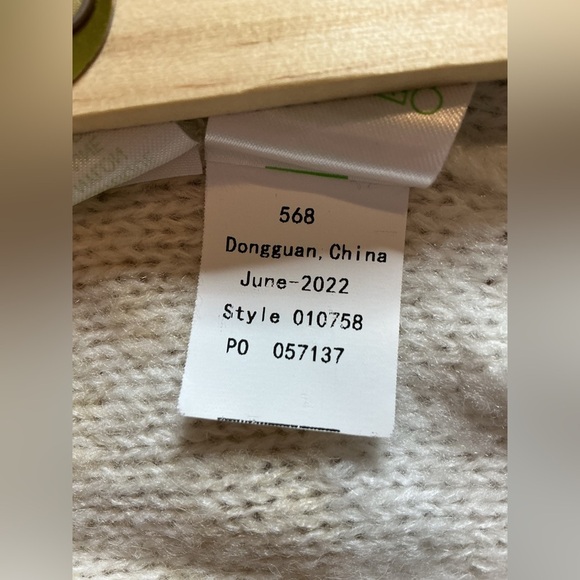 568
Dongguan, China
June-2022
Style 010758
PO 057137